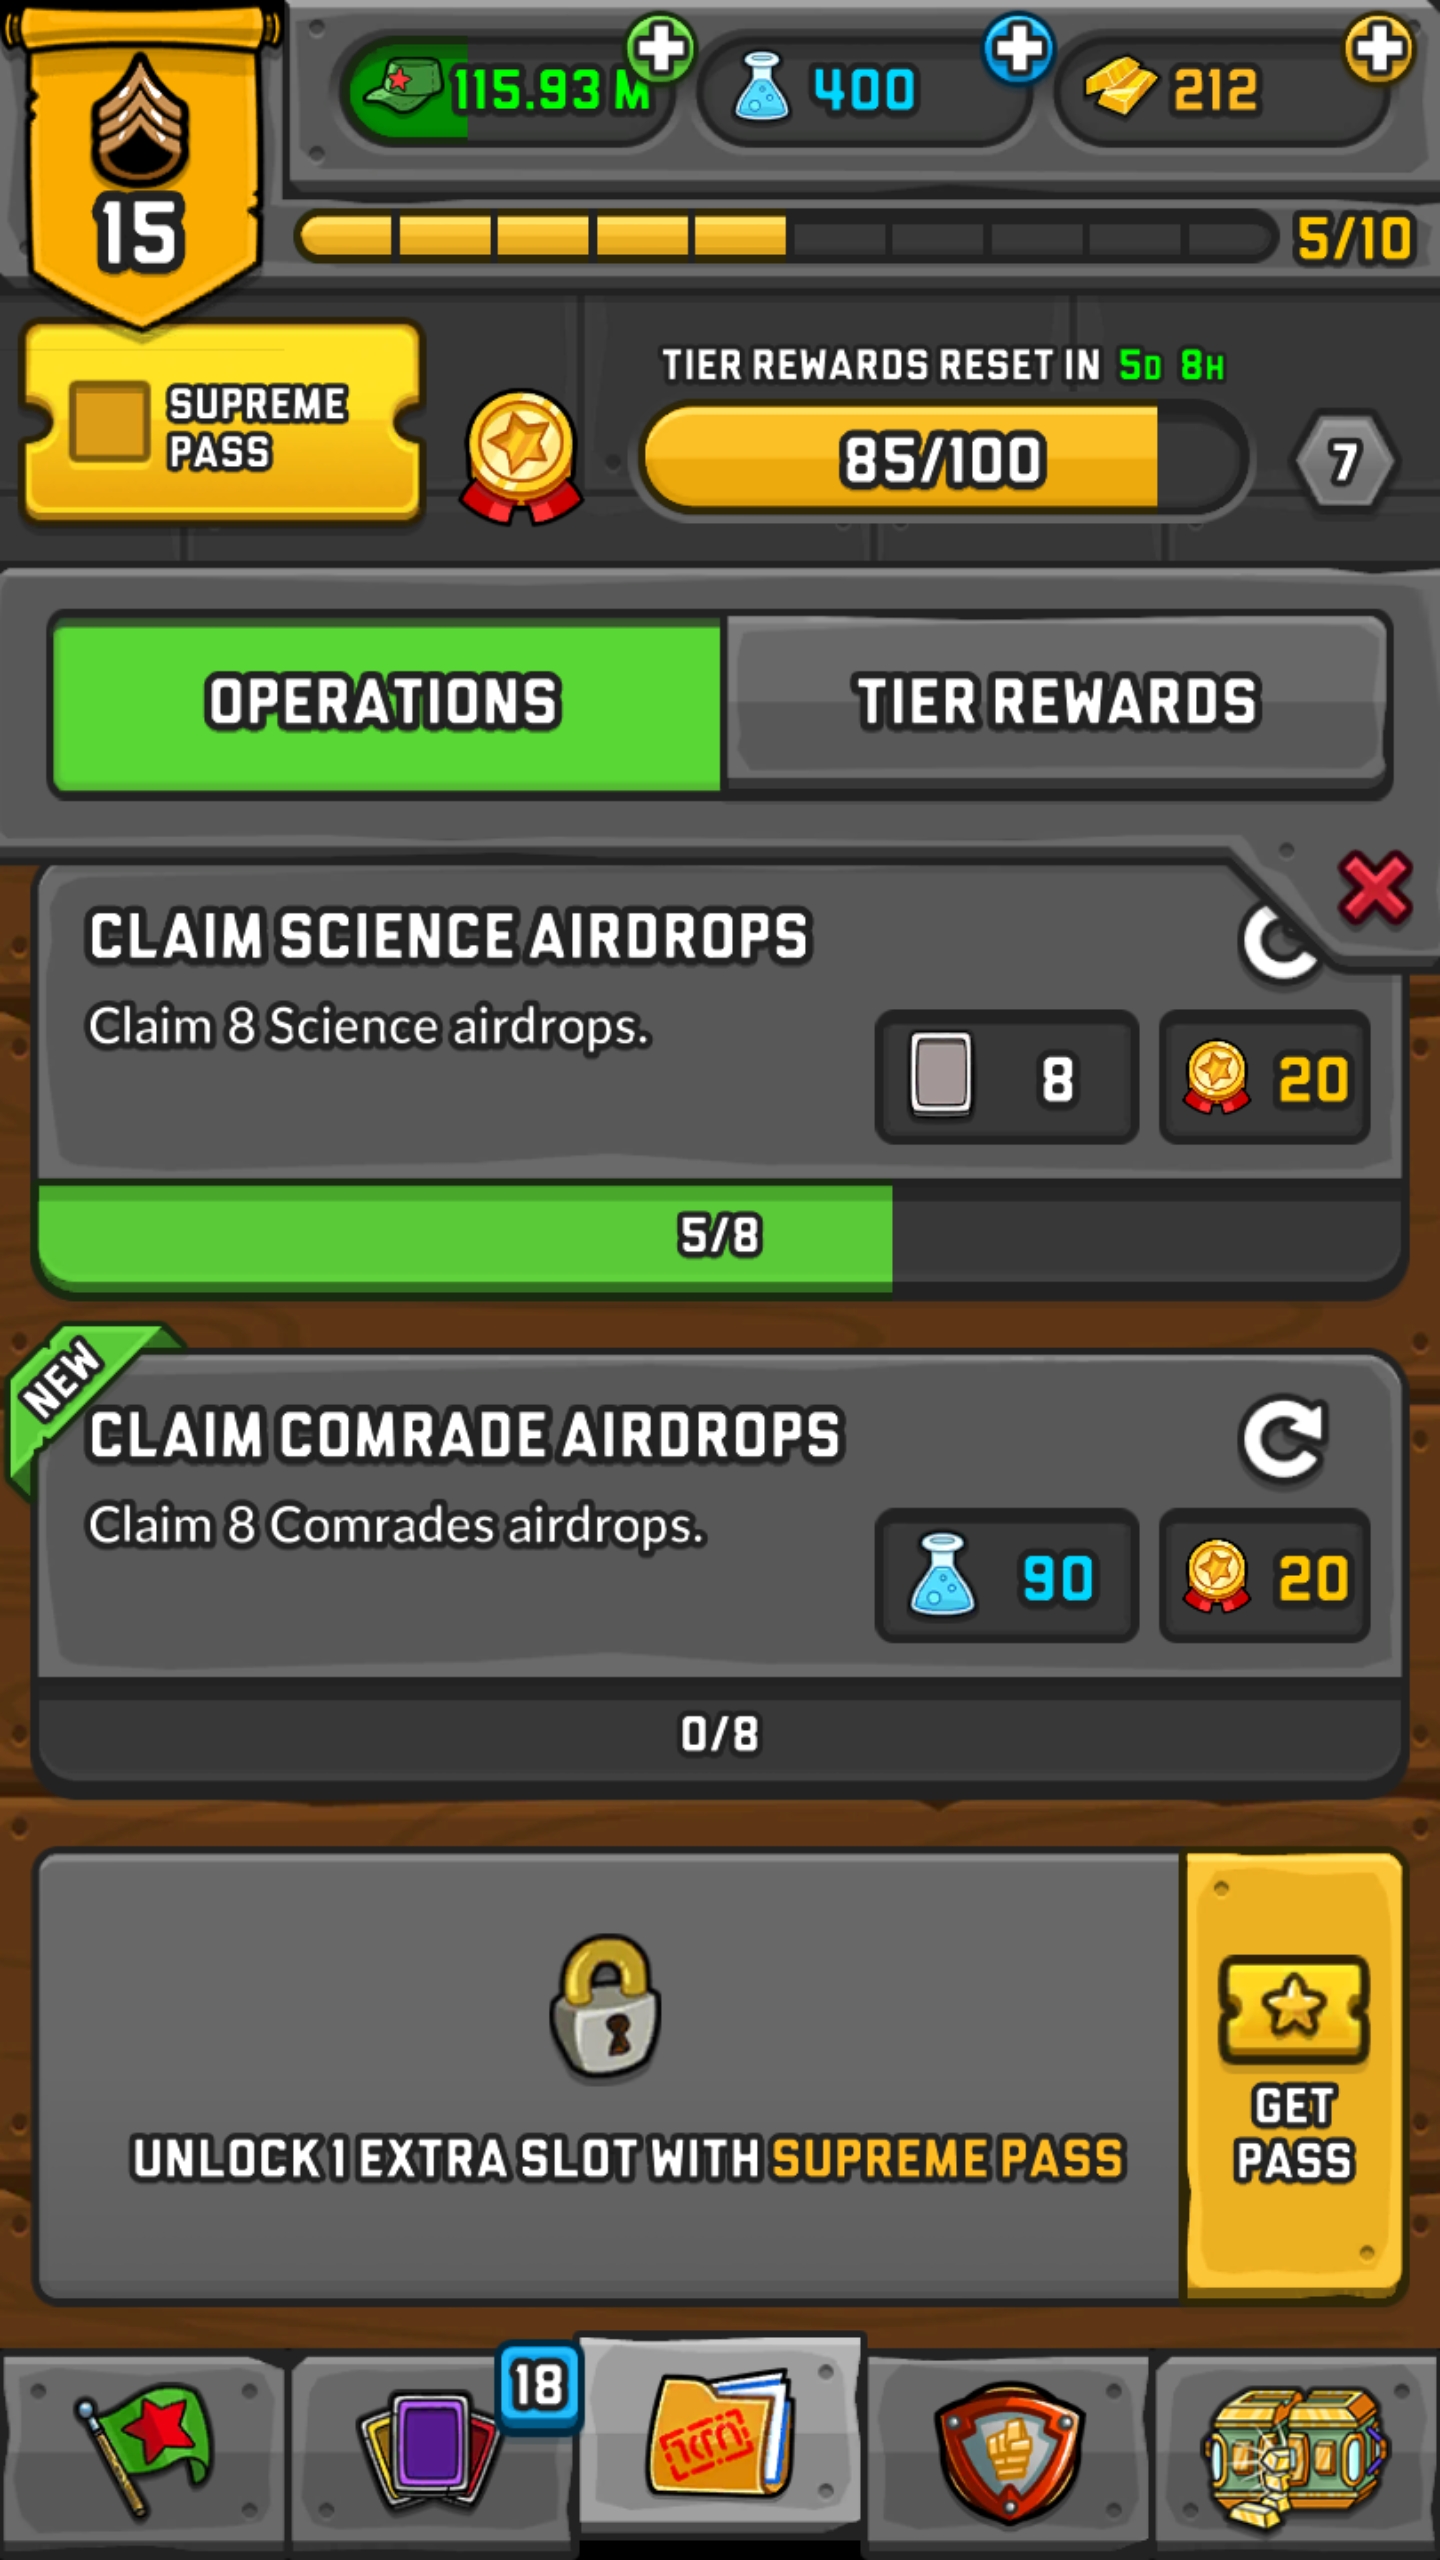 115.93 M
400
212
15
5/10
SUPREME
PASS
TIER REWARDS RESET IN 5D 8H
85/100
7
OPERATIONS
TIER REWARDS
CLAIM SCIENCE AIRDROPS
Claim 8 Science airdrops.
8
20
5/8
NEW
CLAIM COMRADE AIRDROPS
Claim 8 Comrades airdrops.
90
20
0/8
UNLOCK 1 EXTRA SLOT WITH SUPREME PASS
GET
PASS
18